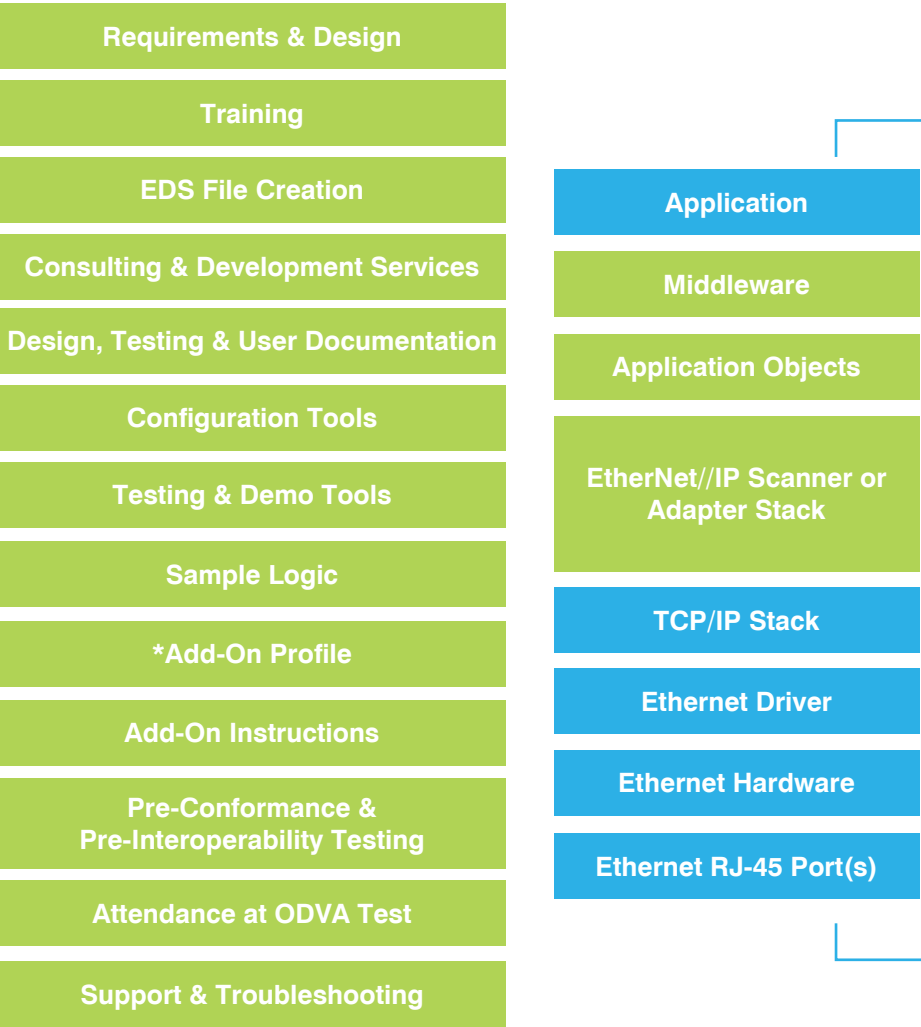 Requirements & Design
Training
EDS File Creation
Consulting & Development Services
Design, Testing & User Documentation
Configuration Tools
Testing & Demo Tools
Sample Logic
*Add-On Profile
Add-On Instructions
Pre-Conformance &
Pre-Interoperability Testing
Attendance at ODVA Test
Support & Troubleshooting
Application
Middleware
Application Objects
EtherNet//IP Scanner or
Adapter Stack
TCP/IP Stack
Ethernet Driver
Ethernet Hardware
Ethernet RJ-45 Port(s)